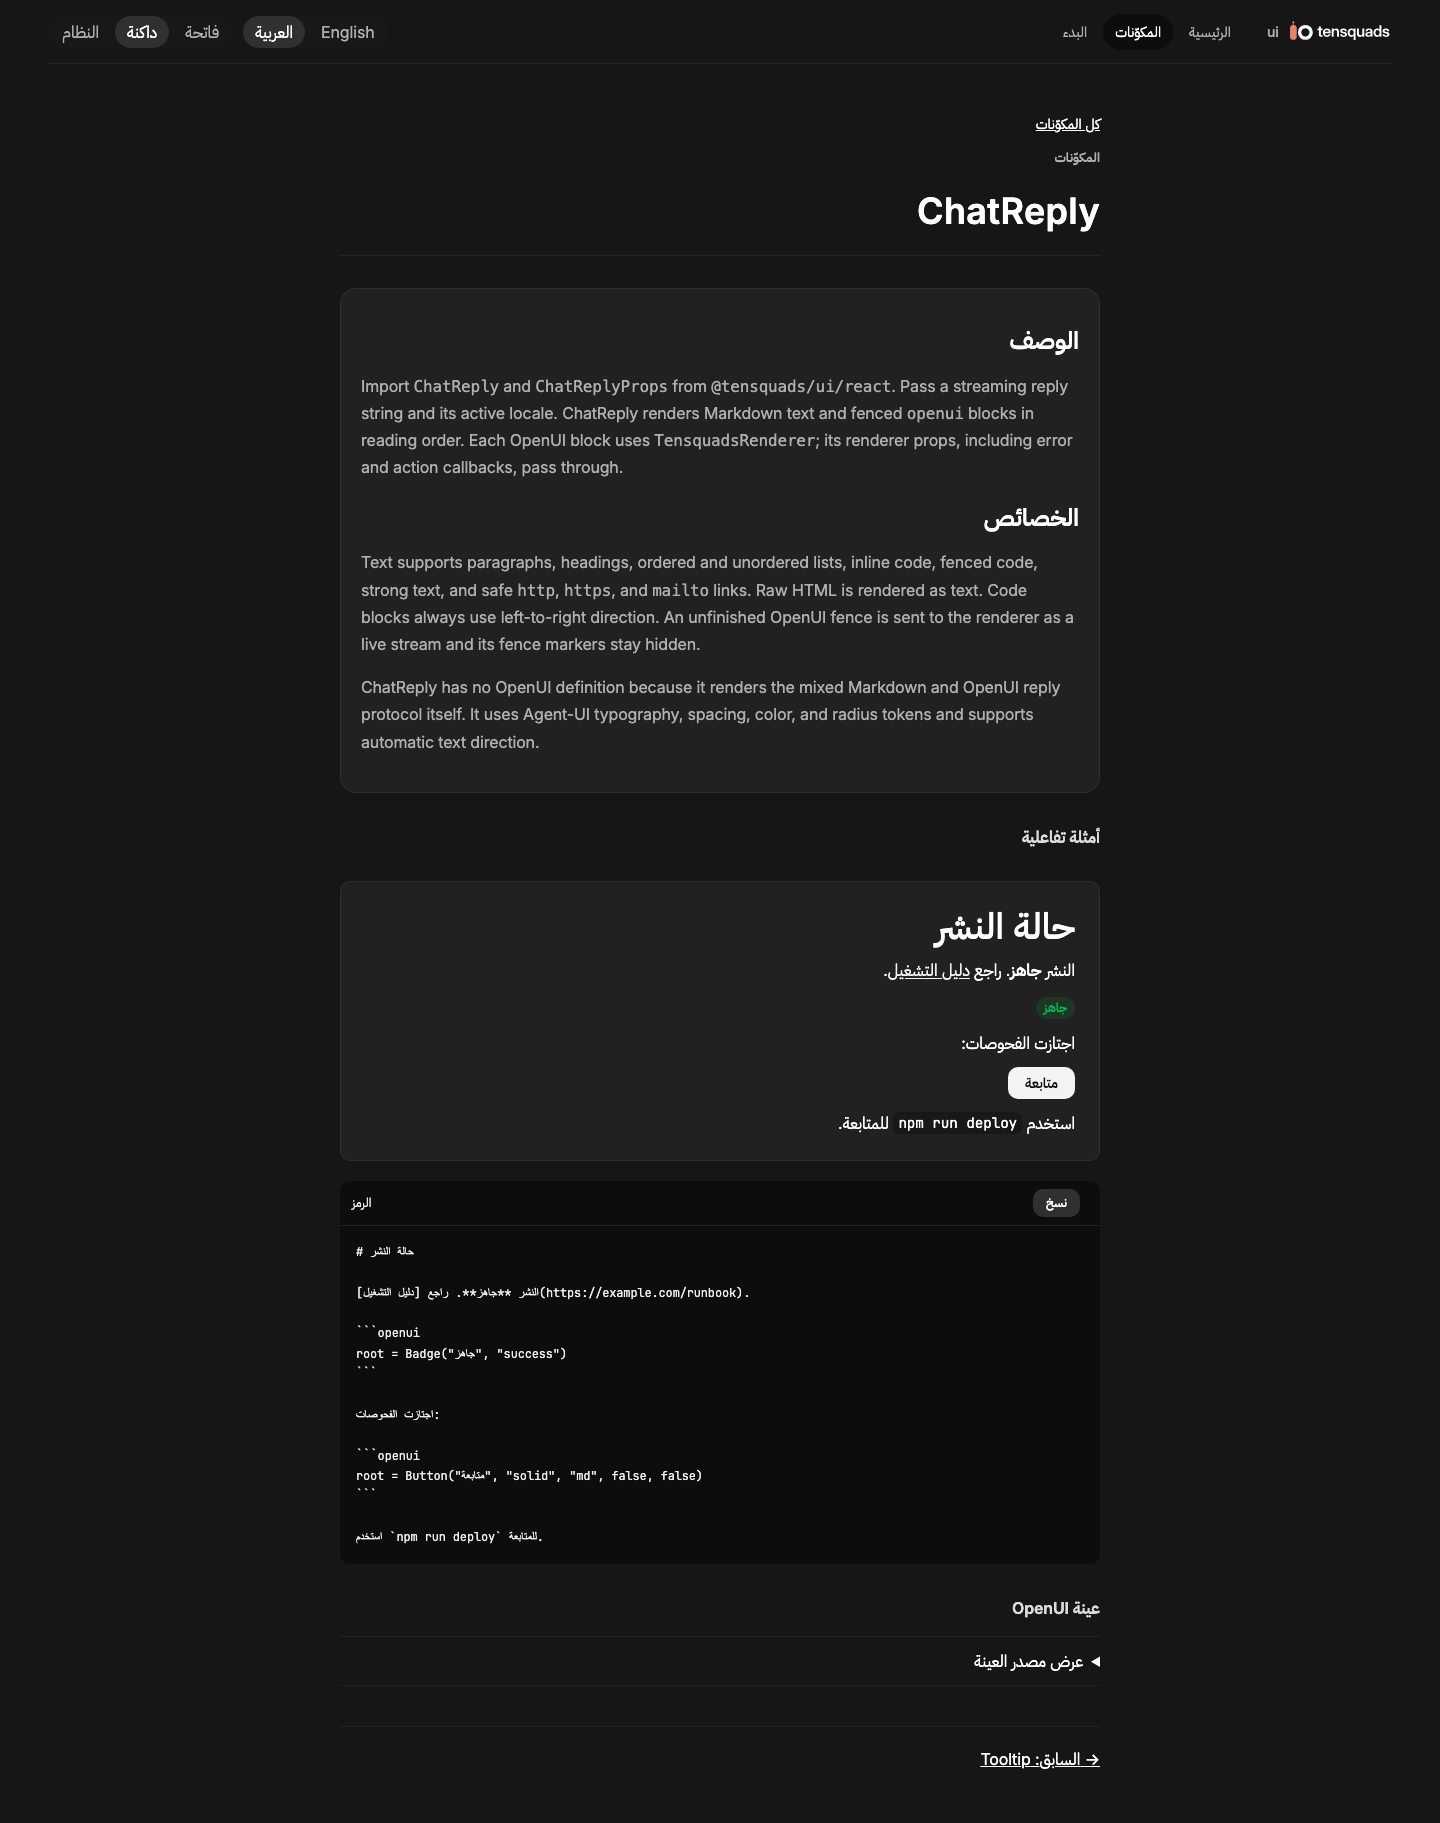 tensquads ui
الرئيسية
المكوّنات
البدء
English
العربية
فاتحة
داكنة
النظام
كل المكوّنات
المكوّنات
ChatReply
الوصف
Import ChatReply and ChatReplyProps from @tensquads/ui/react. Pass a streaming reply
string and its active locale. ChatReply renders Markdown text and fenced openui blocks in
reading order. Each OpenUI block uses TensquadsRenderer; its renderer props, including error
and action callbacks, pass through.
الخصائص
Text supports paragraphs, headings, ordered and unordered lists, inline code, fenced code,
strong text, and safe http, https, and mailto links. Raw HTML is rendered as text. Code
blocks always use left-to-right direction. An unfinished OpenUI fence is sent to the renderer as a
live stream and its fence markers stay hidden.
ChatReply has no OpenUI definition because it renders the mixed Markdown and OpenUI reply
protocol itself. It uses Agent-UI typography, spacing, color, and radius tokens and supports
automatic text direction.
أمثلة تفاعلية
حالة النشر
النشر جاهز. راجع دليل التشغيل.
جاهز
اجتازت الفحوصات:
متابعة
استخدم npm run deploy للمتابعة.
نسخ
الرمز
# حالة النشر
النشر **جاهز**. راجع [دليل التشغيل](https://example.com/runbook).
```openui
root = Badge("جاهز", "success")
```
اجتازت الفحوصات:
```openui
root = Button("متابعة", "solid", "md", false, false)
```
استخدم `npm run deploy` للمتابعة.
عينة OpenUI
◀ عرض مصدر العينة
→ السابق: Tooltip